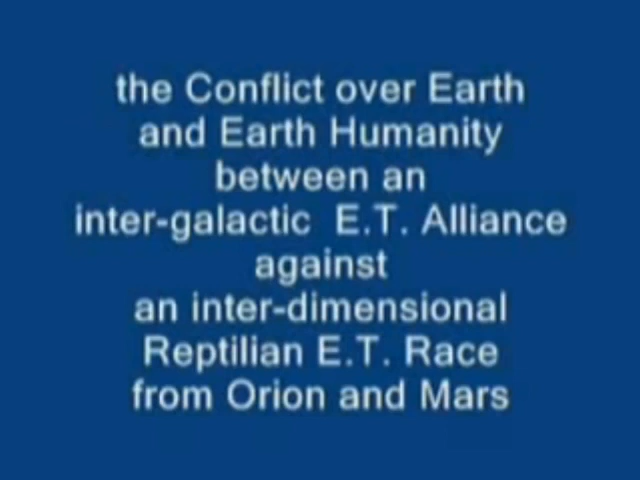 the Conflict over Earth
and Earth Humanity
between an
inter-galactic  E.T. Alliance
against
an inter-dimensional
Reptilian E.T. Race
from Orion and Mars